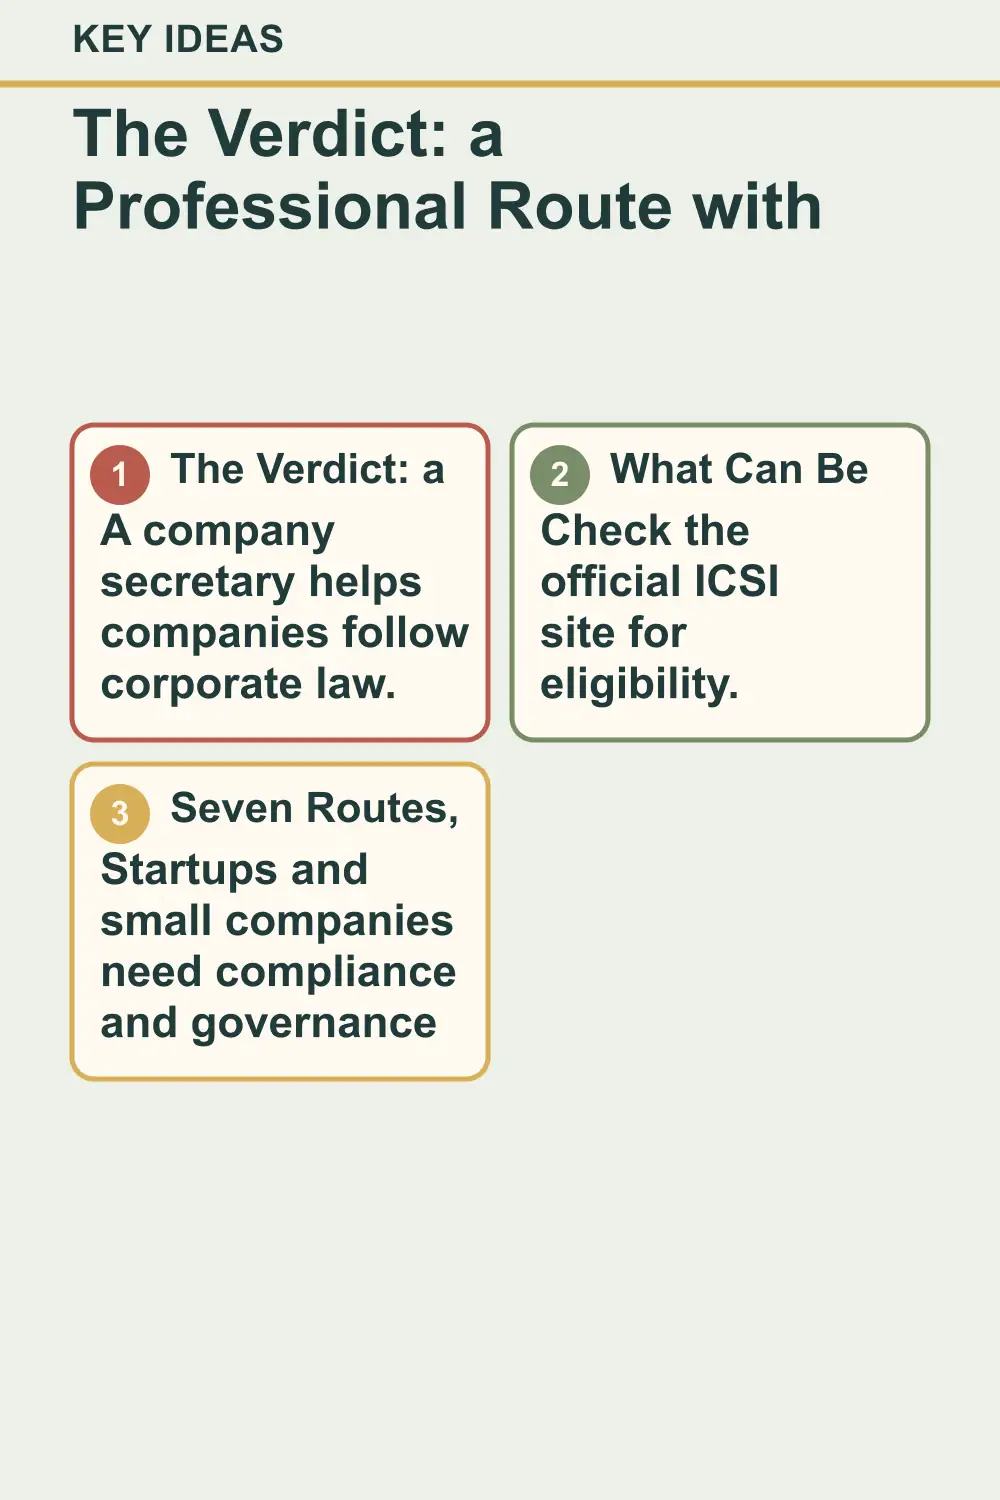 KEY IDEAS
The Verdict: a
Professional Route with
1 The Verdict: a
A company
secretary helps
companies follow
corporate law.
2 What Can Be
Check the
official ICSI
site for
eligibility.
3 Seven Routes,
Startups and
small companies
need compliance
and governance